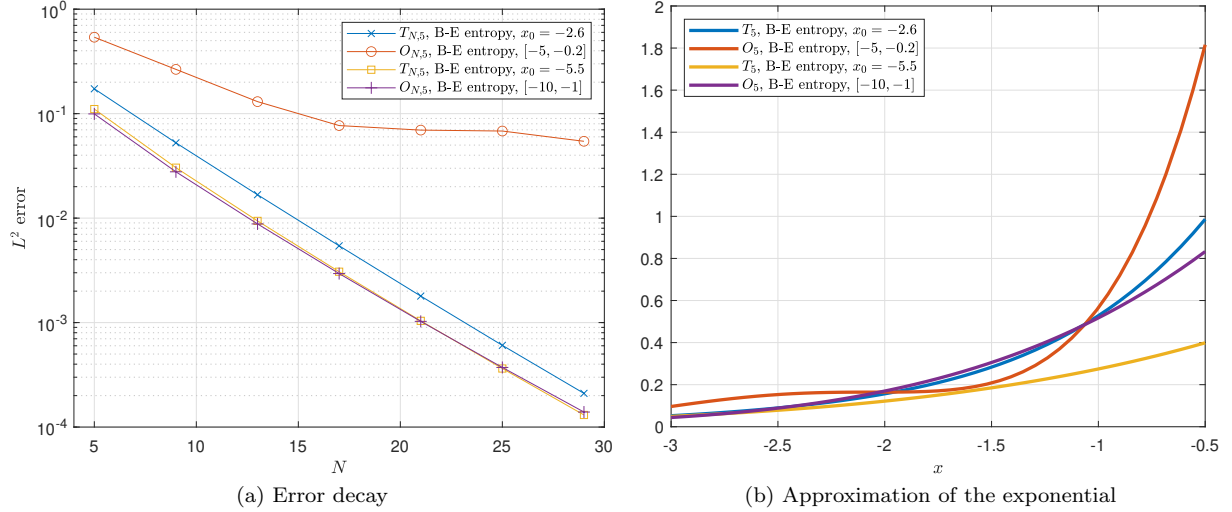 10^0
10^{-1}
10^{-2}
10^{-3}
10^{-4}
L^2 error
T_{N,5}, B-E entropy, x_0 = −2.6
O_{N,5}, B-E entropy, [−5, −0.2]
T_{N,5}, B-E entropy, x_0 = −5.5
O_{N,5}, B-E entropy, [−10, −1]
5 10 15 20 25 30
N
(a) Error decay
2
1.8
1.6
1.4
1.2
1
0.8
0.6
0.4
0.2
0
T_5, B-E entropy, x_0 = −2.6
O_5, B-E entropy, [−5, −0.2]
T_5, B-E entropy, x_0 = −5.5
O_5, B-E entropy, [−10, −1]
-3 -2.5 -2 -1.5 -1 -0.5
x
(b) Approximation of the exponential